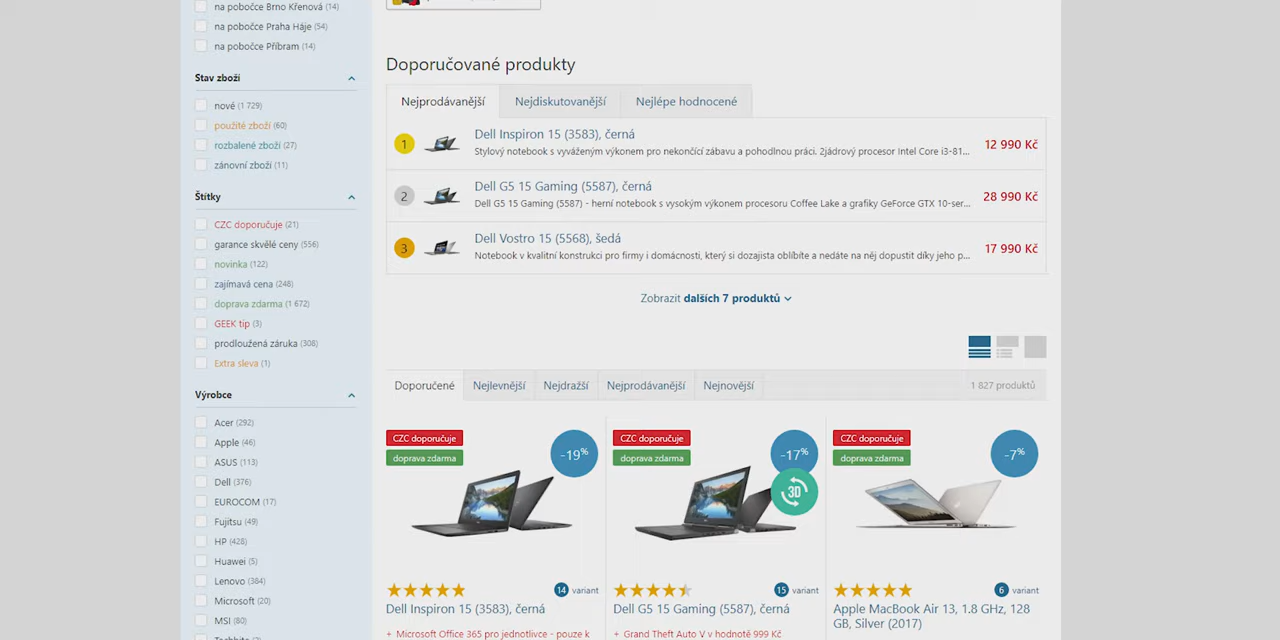 na pobočce Brno Křenová (14)
na pobočce Praha Háje (54)
na pobočce Příbram (14)
Stav zboží
nové (1 729)
použité zboží (60)
rozbalené zboží (27)
zánovní zboží (11)
Štítky
CZC doporučuje (21)
garance skvělé ceny (556)
novinka (122)
zajímavá cena (248)
doprava zdarma (1 672)
GEEK tip (3)
prodloužená záruka (308)
Extra sleva (1)
Výrobce
Acer (292)
Apple (46)
ASUS (113)
Dell (376)
EUROCOM (17)
Fujitsu (49)
HP (428)
Huawei (5)
Lenovo (384)
Microsoft (20)
MSI (80)
Doporučované produkty
Nejprodávanější Nejdiskutovanější Nejlépe hodnocené
1 Dell Inspiron 15 (3583), černá
Stylový notebook s vyváženým výkonem pro nekončící zábavu a pohodlnou práci. 2jádrový procesor Intel Core i3-81...
12 990 Kč
2 Dell G5 15 Gaming (5587), černá
Dell G5 15 Gaming (5587) - herní notebook s vysokým výkonem procesoru Coffee Lake a grafiky GeForce GTX 10-ser...
28 990 Kč
3 Dell Vostro 15 (5568), šedá
Notebook v kvalitní konstrukci pro firmy i domácnosti, který si dozajista oblíbíte a nedáte na něj dopustit díky jeho p...
17 990 Kč
Zobrazit dalších 7 produktů
Doporučené Nejlevnější Nejdražší Nejprodávanější Nejnovější 1 827 produktů
CZC doporučuje
doprava zdarma
-19%
14 variant
Dell Inspiron 15 (3583), černá
+ Microsoft Office 365 pro jednotlivce - pouze k
CZC doporučuje
doprava zdarma
-17%
3D
15 variant
Dell G5 15 Gaming (5587), černá
+ Grand Theft Auto V v hodnotě 999 Kč
CZC doporučuje
doprava zdarma
-7%
6 variant
Apple MacBook Air 13, 1.8 GHz, 128
GB, Silver (2017)